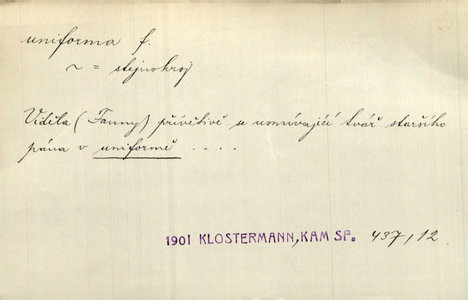 uniforma f.
~ = stejnokroj
Viděla (Fanny) přívětivě se usmívající tvář staršího
pána v uniformě ....
1901 KLOSTERMANN, KAM SP. 437, 12